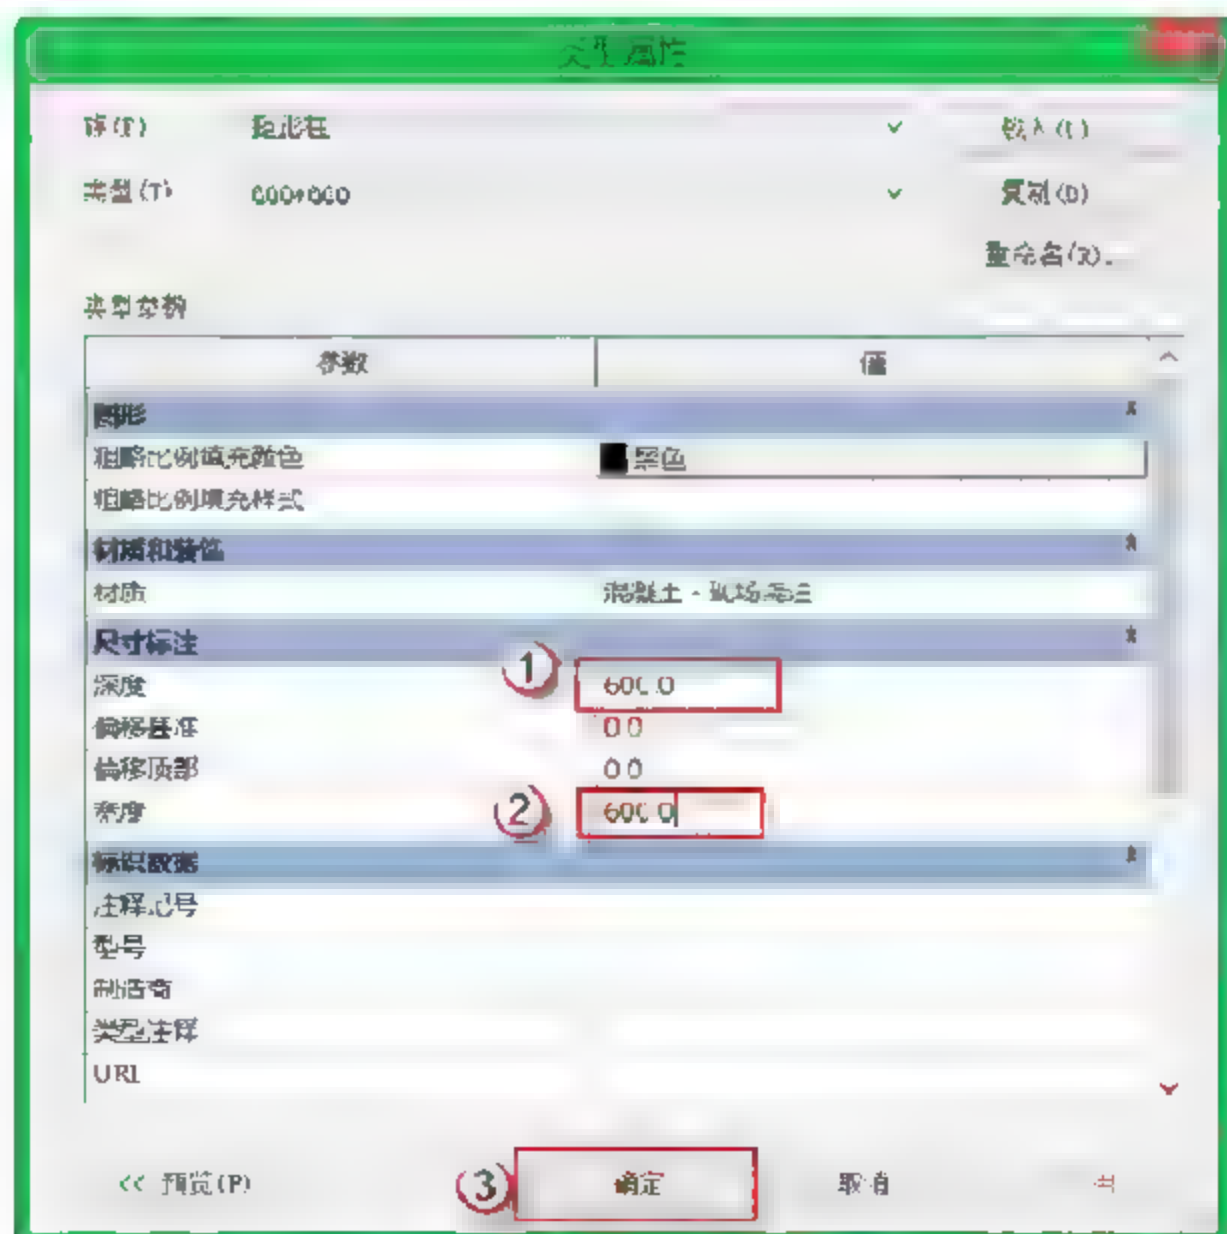 类型属性
族(F) 矩形柱 载入(L)
类型(T) 600*600 复制(D)
重命名(R)
类型参数
参数 值
图形
粗略比例填充颜色 黑色
粗略比例填充样式
材质和装饰
材质 混凝土 - 现场浇注
尺寸标注
① 深度 600.0
偏移基准 0.0
偏移顶部 0.0
② 宽度 600.0
标识数据
注释记号
型号
制造商
类型注释
URL
<< 预览(P) ③ 确定 取消